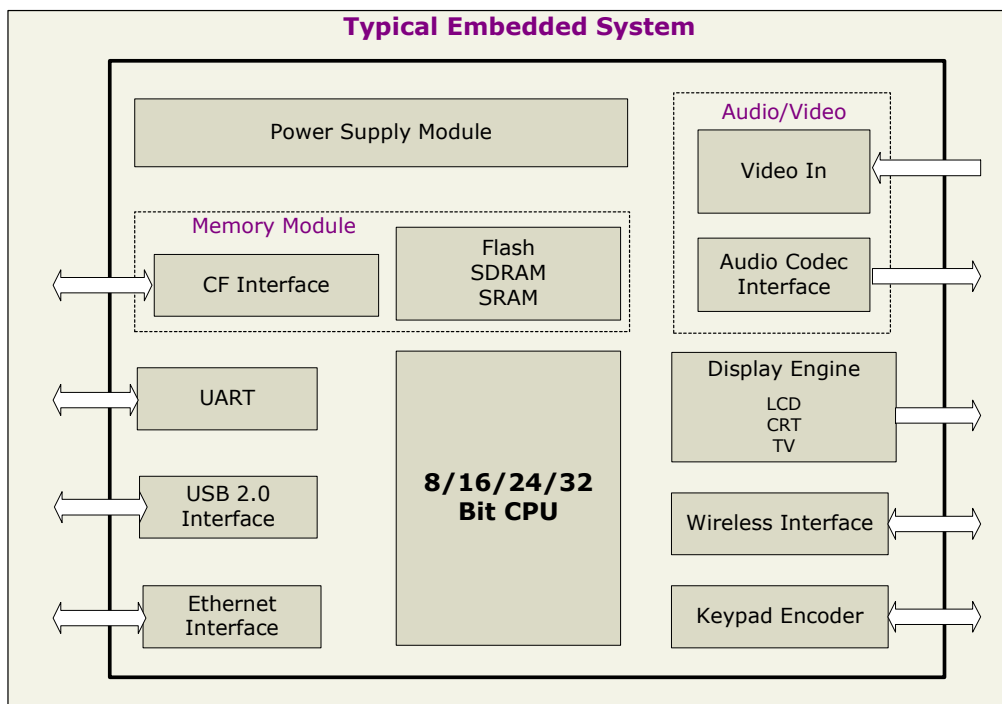 Typical Embedded System
Power Supply Module
Audio/Video
Video In
Audio Codec
Interface
Memory Module
CF Interface
Flash
SDRAM
SRAM
UART
USB 2.0
Interface
Ethernet
Interface
8/16/24/32
Bit CPU
Display Engine
LCD
CRT
TV
Wireless Interface
Keypad Encoder